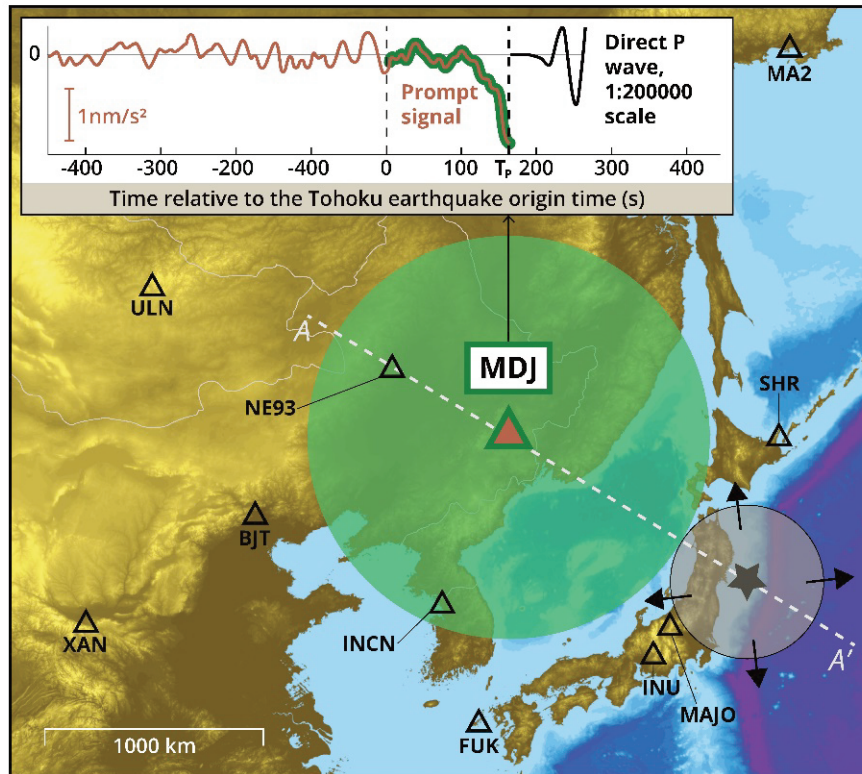 0
1nm/s²
Prompt
signal
Direct P
wave,
1:200000
scale
-400 -300 -200 -400 0 100 Tₚ 200 300 400
Time relative to the Tohoku earthquake origin time (s)
MA2
ULN
A
MDJ
NE93
SHR
BJT
INCN
XAN
A'
INU
MAJO
FUK
1000 km